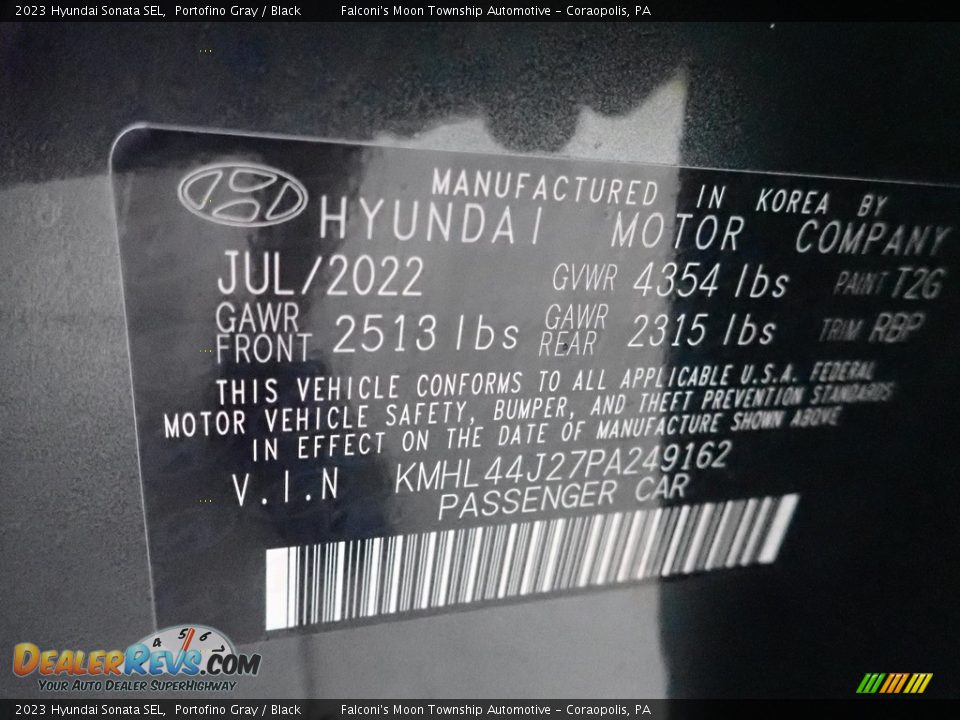 2023 Hyundai Sonata SEL, Portofino Gray / Black Falconi's Moon Township Automotive - Coraopolis, PA
MANUFACTURED IN KOREA BY
HYUNDAI MOTOR COMPANY
JUL/2022 GVWR 4354 lbs PAINT T2G
GAWR FRONT 2513 lbs GAWR REAR 2315 lbs TRIM RBP
THIS VEHICLE CONFORMS TO ALL APPLICABLE U.S.A. FEDERAL
MOTOR VEHICLE SAFETY, BUMPER, AND THEFT PREVENTION STANDARDS
IN EFFECT ON THE DATE OF MANUFACTURE SHOWN ABOVE
V.I.N KMHL44J27PA249162
PASSENGER CAR
4 5 6 7
DEALERREVS.COM
YOUR AUTO DEALER SUPERHIGHWAY
2023 Hyundai Sonata SEL, Portofino Gray / Black Falconi's Moon Township Automotive - Coraopolis, PA